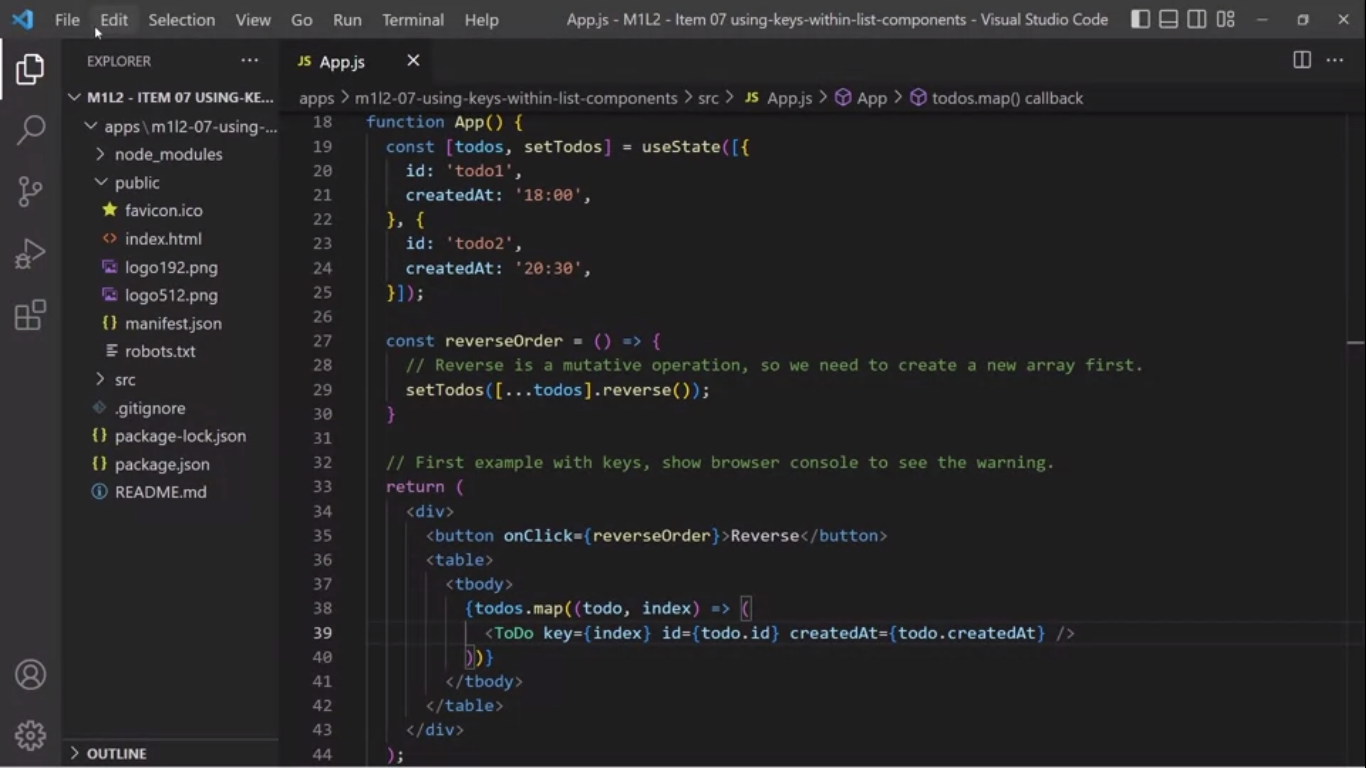 File Edit Selection View Go Run Terminal Help App.js - M1L2 - Item 07 using-keys-within-list-components - Visual Studio Code
EXPLORER ...
M1L2 - ITEM 07 USING-KE...
apps\m1l2-07-using-...
node_modules
public
favicon.ico
index.html
logo192.png
logo512.png
manifest.json
robots.txt
src
.gitignore
package-lock.json
package.json
README.md
OUTLINE
JS App.js
apps > m1l2-07-using-keys-within-list-components > src > JS App.js > App > todos.map() callback
18 function App() {
19 const [todos, setTodos] = useState([{
20 id: 'todo1',
21 createdAt: '18:00',
22 }, {
23 id: 'todo2',
24 createdAt: '20:30',
25 }]);
26
27 const reverseOrder = () => {
28 // Reverse is a mutative operation, so we need to create a new array first.
29 setTodos([...todos].reverse());
30 }
31
32 // First example with keys, show browser console to see the warning.
33 return (
34 <div>
35 <button onClick={reverseOrder}>Reverse</button>
36 <table>
37 <tbody>
38 {todos.map((todo, index) => (
39 <ToDo key={index} id={todo.id} createdAt={todo.createdAt} />
40 ))}
41 </tbody>
42 </table>
43 </div>
44 );